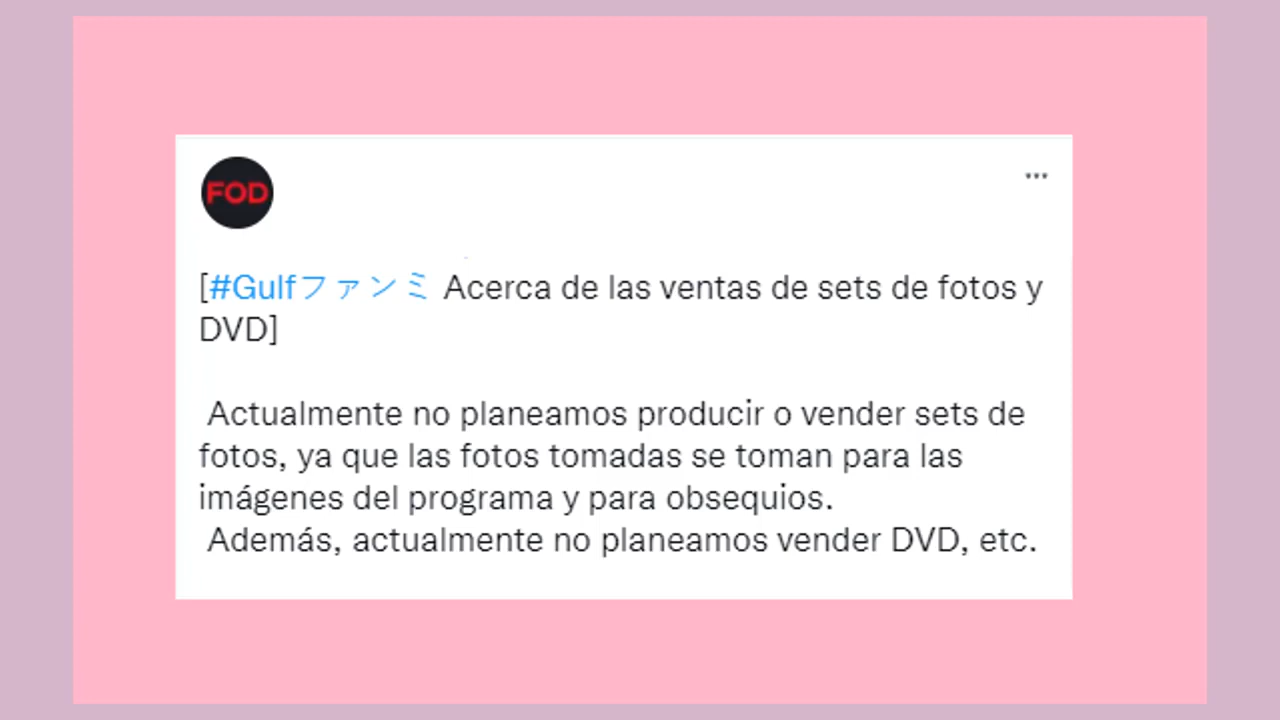 FOD
[#Gulfファンミ Acerca de las ventas de sets de fotos y
DVD]
Actualmente no planeamos producir o vender sets de
fotos, ya que las fotos tomadas se toman para las
imágenes del programa y para obsequios.
Además, actualmente no planeamos vender DVD, etc.